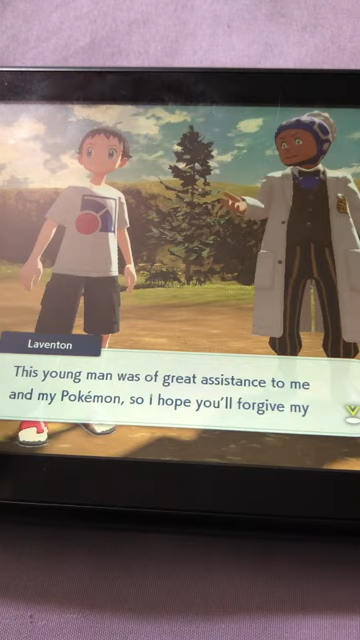 Laventon
This young man was of great assistance to me
and my Pokémon, so I hope you'll forgive my